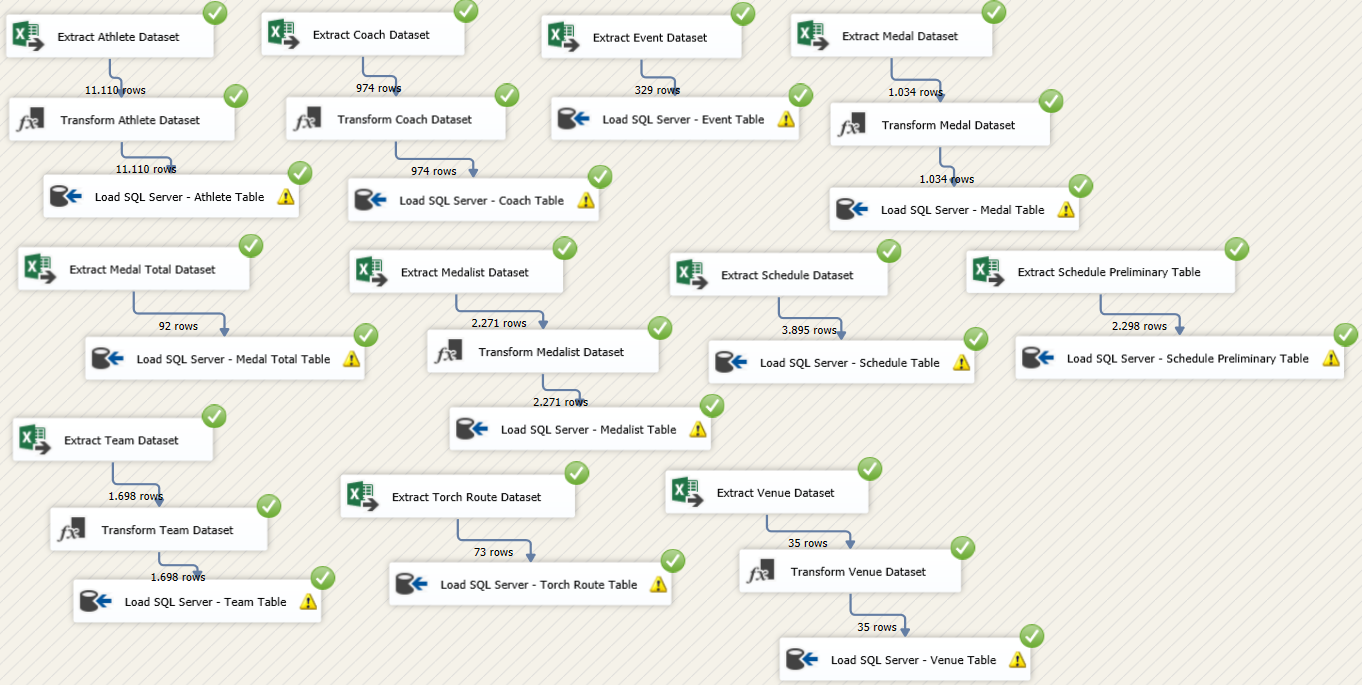 Extract Athlete Dataset
11.110 rows
Transform Athlete Dataset
11.110 rows
Load SQL Server - Athlete Table
Extract Coach Dataset
974 rows
Transform Coach Dataset
974 rows
Load SQL Server - Coach Table
Extract Event Dataset
329 rows
Load SQL Server - Event Table
Extract Medal Dataset
1.034 rows
Transform Medal Dataset
1.034 rows
Load SQL Server - Medal Table
Extract Medal Total Dataset
92 rows
Load SQL Server - Medal Total Table
Extract Medalist Dataset
2.271 rows
Transform Medalist Dataset
2.271 rows
Load SQL Server - Medalist Table
Extract Schedule Dataset
3.895 rows
Load SQL Server - Schedule Table
Extract Schedule Preliminary Table
2.298 rows
Load SQL Server - Schedule Preliminary Table
Extract Team Dataset
1.698 rows
Transform Team Dataset
1.698 rows
Load SQL Server - Team Table
Extract Torch Route Dataset
73 rows
Load SQL Server - Torch Route Table
Extract Venue Dataset
35 rows
Transform Venue Dataset
35 rows
Load SQL Server - Venue Table